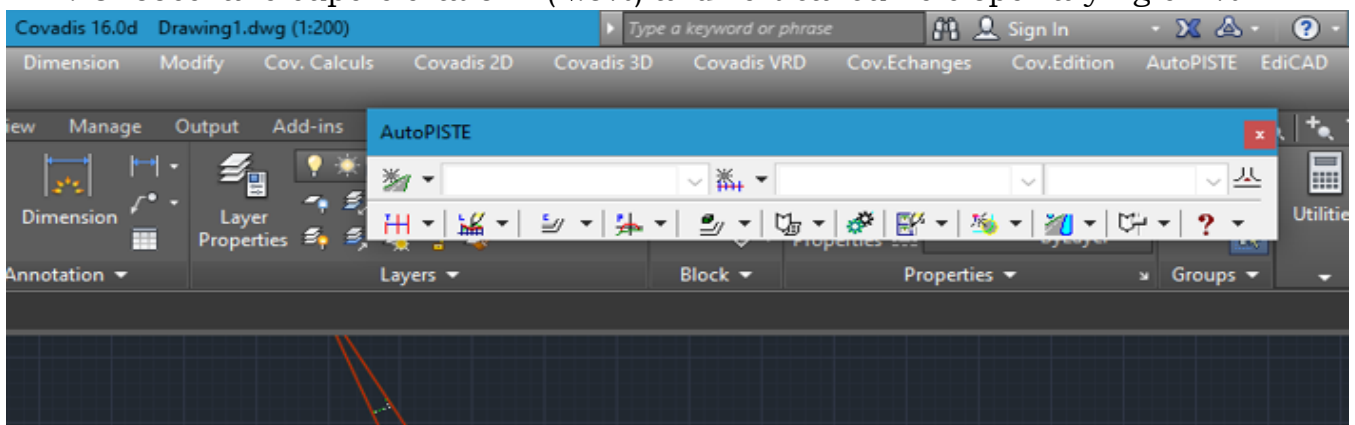 Covadis 16.0d Drawing1.dwg (1:200) Type a keyword or phrase Sign In
Dimension Modify Cov. Calculs Covadis 2D Covadis 3D Covadis VRD Cov.Echanges Cov.Edition AutoPISTE EdiCAD
iew Manage Output Add-ins
AutoPISTE
Dimension
Layer
Properties
Utilitie
Properties
ByLayer
Annotation Layers Block Properties Groups